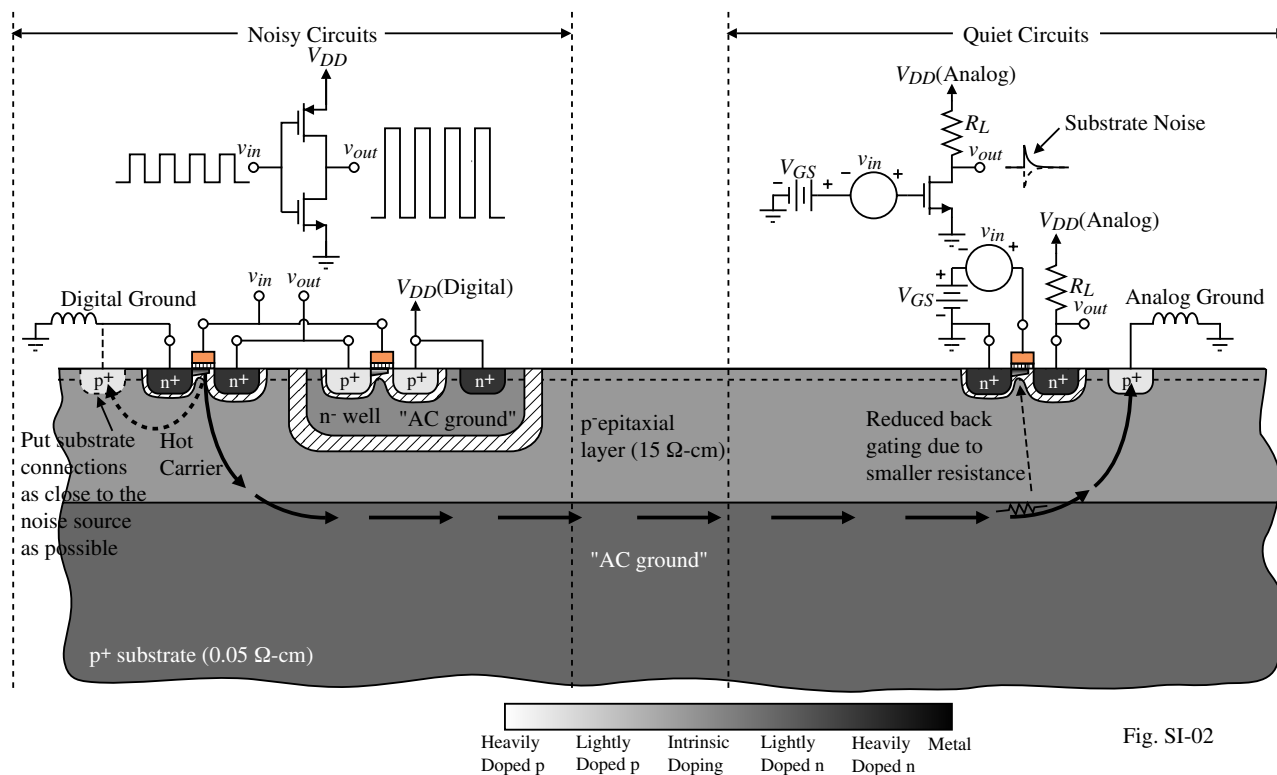 Noisy Circuits
Quiet Circuits
VDD
vin
vout
VDD(Analog)
RL
Substrate Noise
vout
VGS
vin
- + - +
VDD(Analog)
vin
- +
+
VGS
-
RL
vout
Analog Ground
Digital Ground
vin
vout
VDD(Digital)
p+
n+
n+
p+
p+
n+
n+
n+
p+
n- well
"AC ground"
Put substrate
connections
as close to the
noise source
as possible
Hot
Carrier
p-epitaxial
layer (15 Ω-cm)
Reduced back
gating due to
smaller resistance
"AC ground"
p+ substrate (0.05 Ω-cm)
Heavily
Doped p
Lightly
Doped p
Intrinsic
Doping
Lightly
Doped n
Heavily
Doped n
Metal
Fig. SI-02